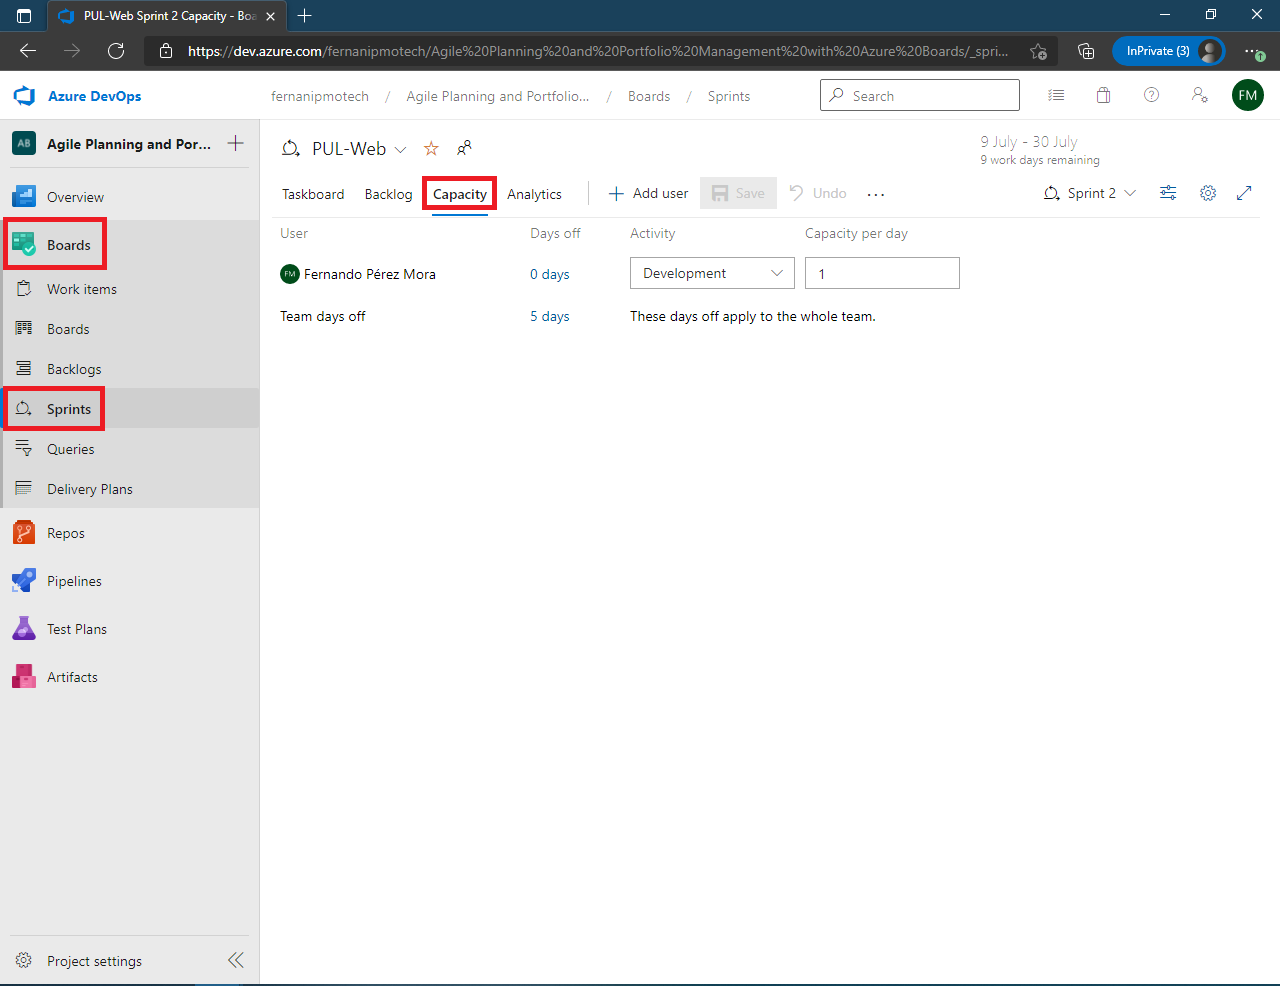 PUL-Web Sprint 2 Capacity - Boa
https://dev.azure.com/fernanipmotech/Agile%20Planning%20and%20Portfolio%20Management%20with%20Azure%20Boards/_spri...
InPrivate (3)
Azure DevOps
fernanipmotech / Agile Planning and Portfolio... / Boards / Sprints
Search
FM
AB Agile Planning and Por...
Overview
Boards
Work items
Boards
Backlogs
Sprints
Queries
Delivery Plans
Repos
Pipelines
Test Plans
Artifacts
Project settings
PUL-Web
9 July - 30 July
9 work days remaining
Taskboard Backlog Capacity Analytics Add user Save Undo ... Sprint 2
User Days off Activity Capacity per day
FM Fernando Pérez Mora 0 days Development 1
Team days off 5 days These days off apply to the whole team.